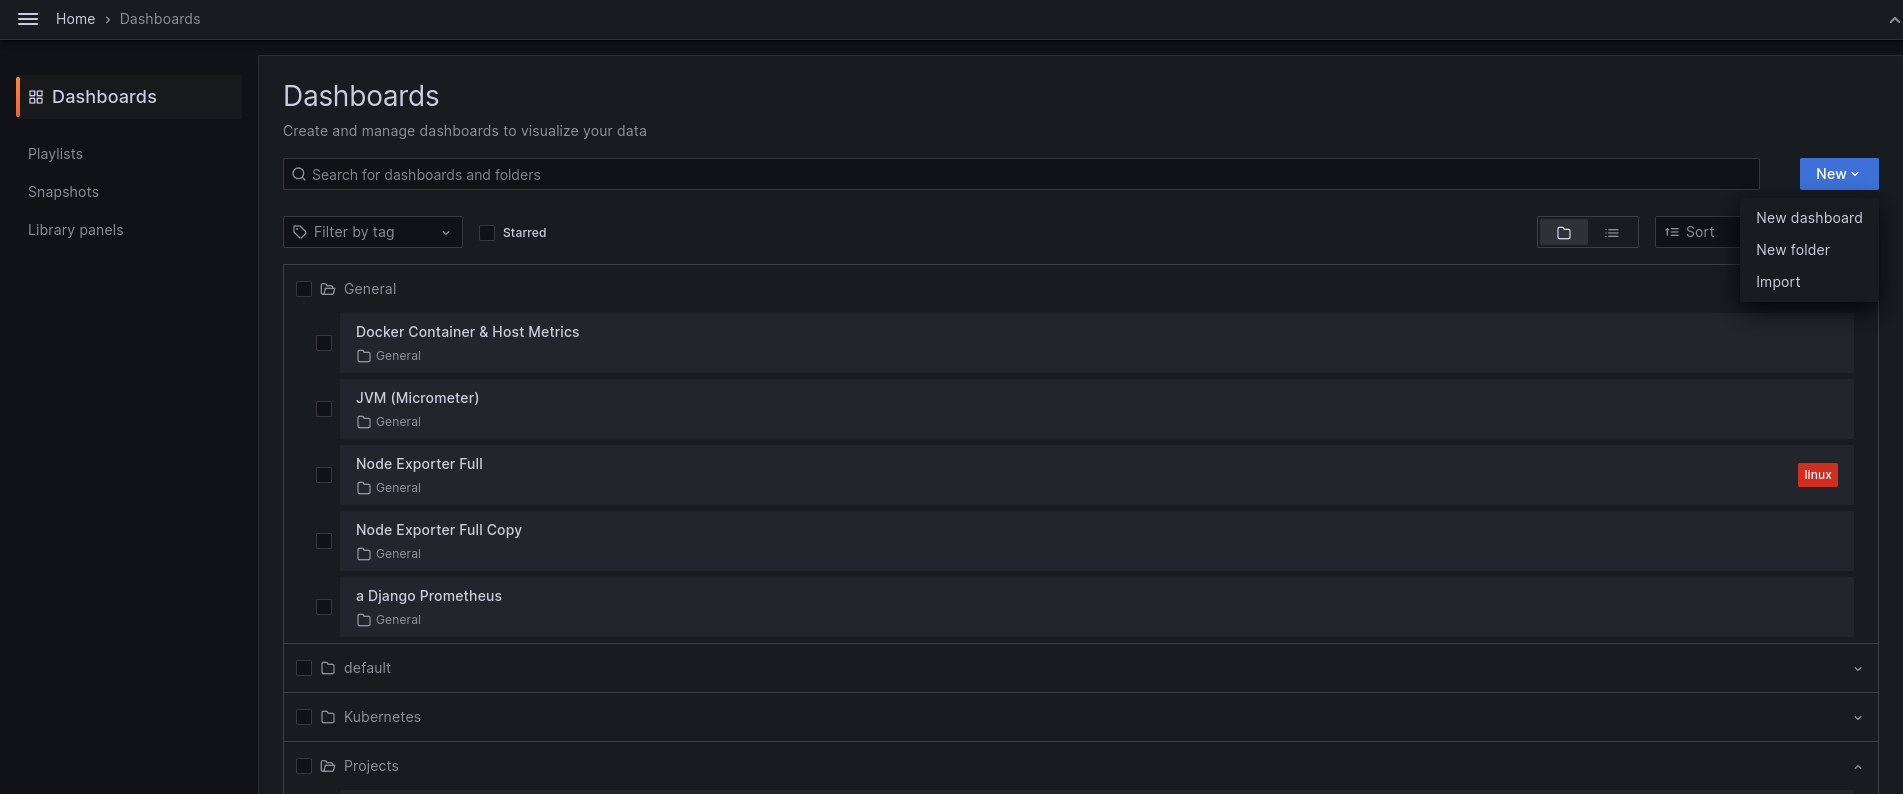 Home › Dashboards
Dashboards
Playlists
Snapshots
Library panels
Dashboards
Create and manage dashboards to visualize your data
Search for dashboards and folders
New
New dashboard
New folder
Import
Filter by tag
Starred
Sort
General
Docker Container & Host Metrics
General
JVM (Micrometer)
General
Node Exporter Full
General
linux
Node Exporter Full Copy
General
a Django Prometheus
General
default
Kubernetes
Projects